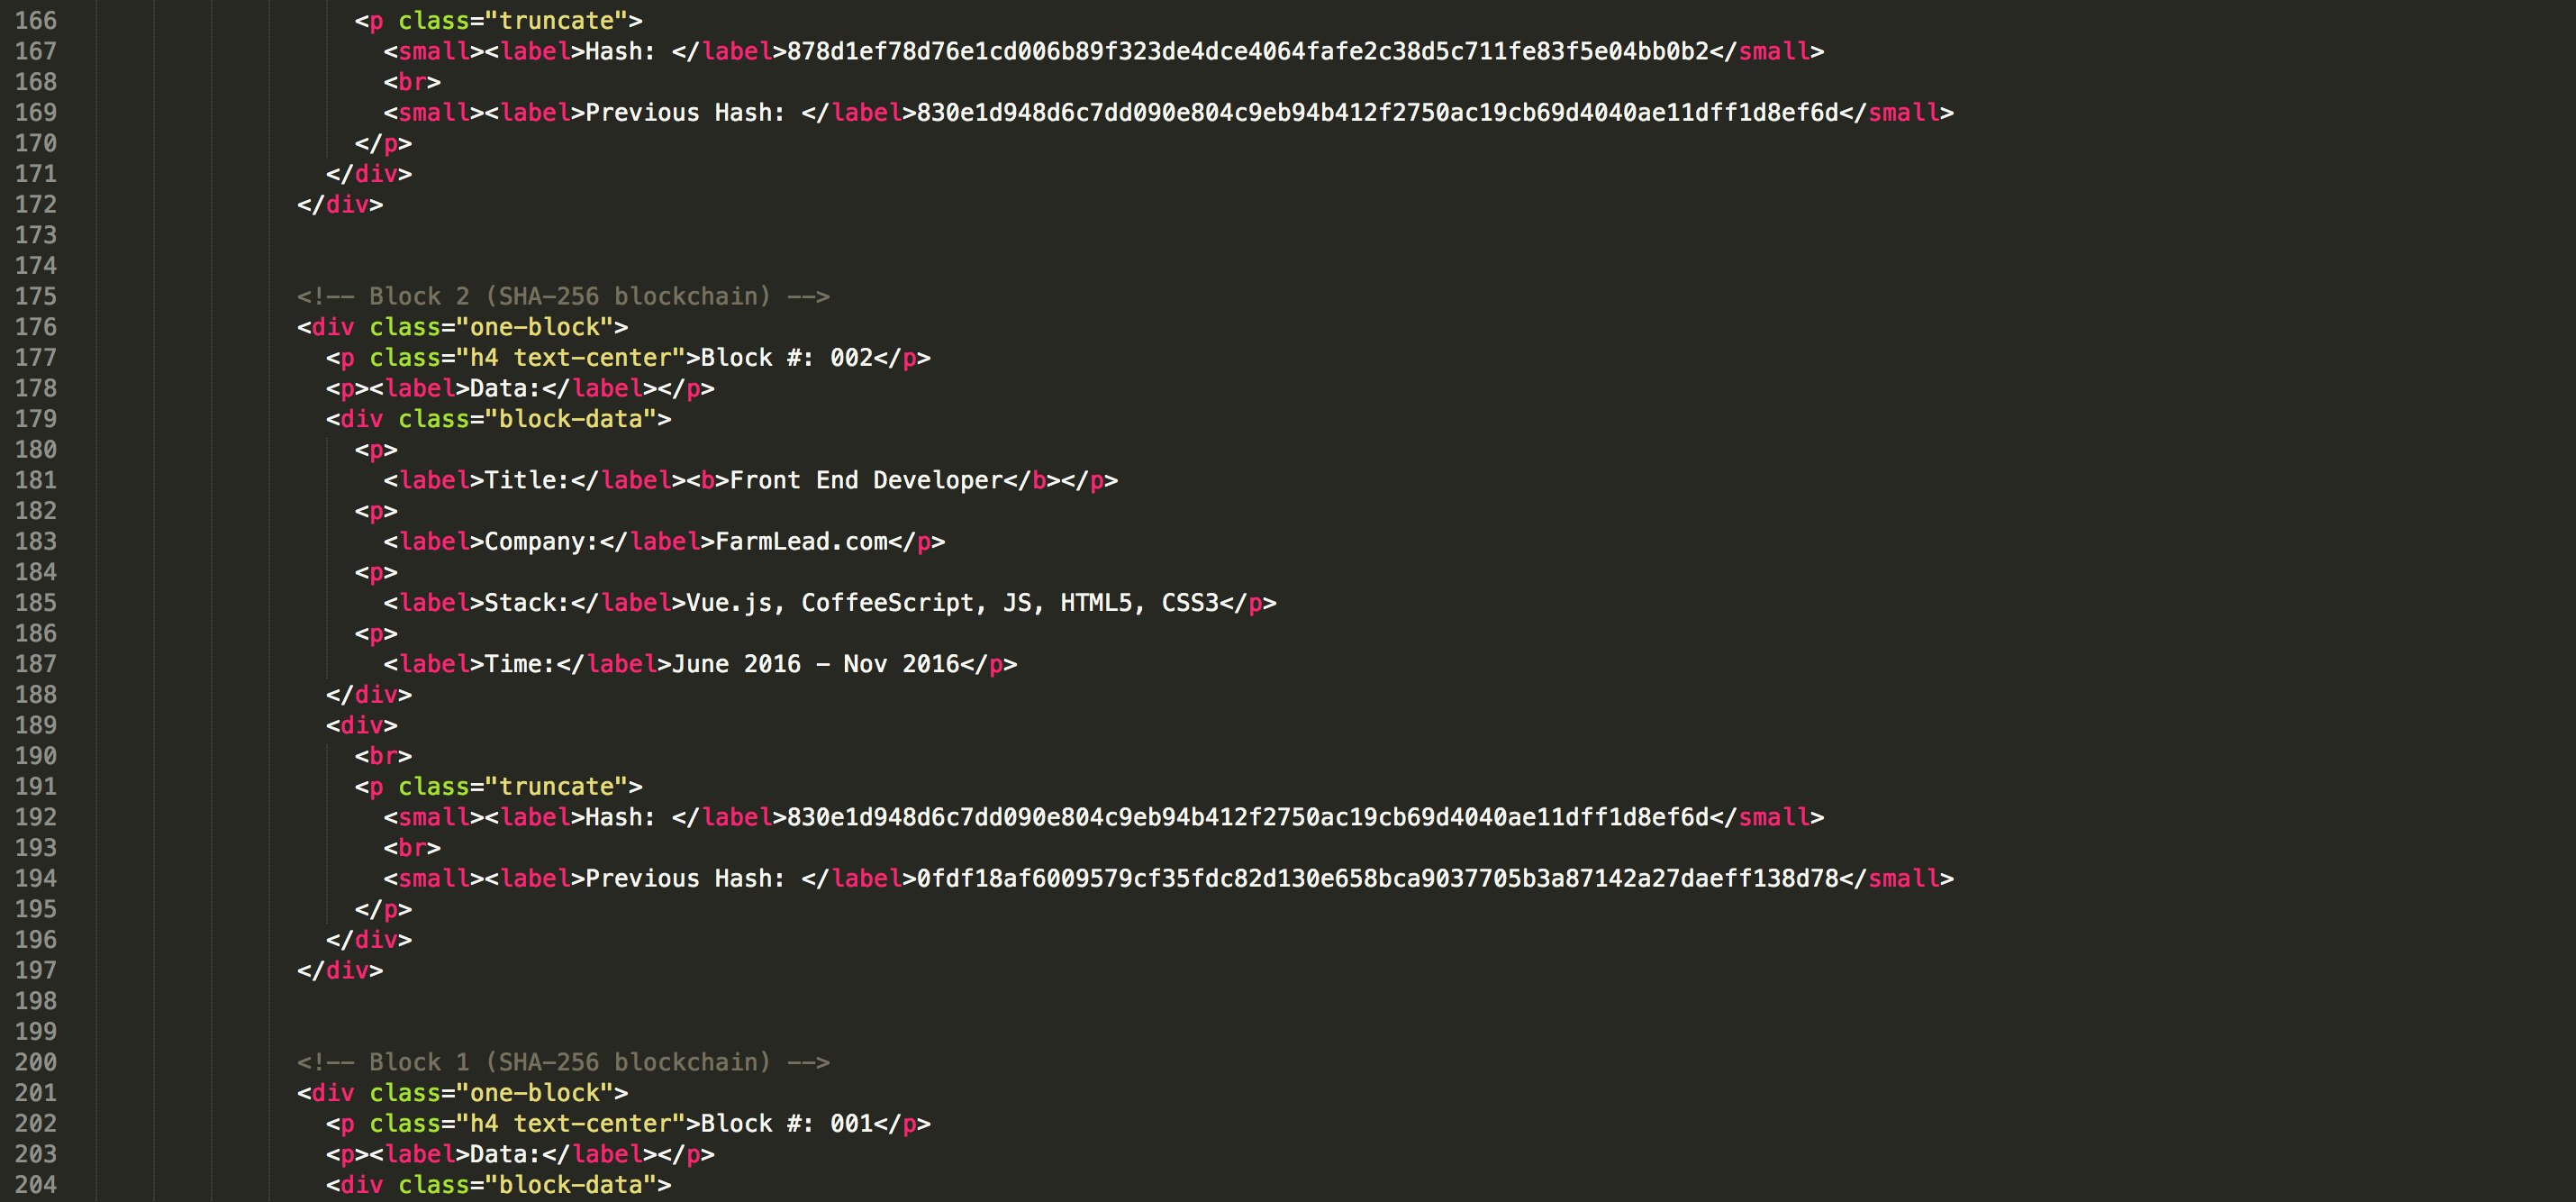 166 <p class="truncate">
167 <small><label>Hash: </label>878d1ef78d76e1cd006b89f323de4dce4064fafe2c38d5c711fe83f5e04bb0b2</small>
168 <br>
169 <small><label>Previous Hash: </label>830e1d948d6c7dd090e804c9eb94b412f2750ac19cb69d4040ae11dff1d8ef6d</small>
170 </p>
171 </div>
172 </div>
173
174
175 <!-- Block 2 (SHA-256 blockchain) -->
176 <div class="one-block">
177 <p class="h4 text-center">Block #: 002</p>
178 <p><label>Data:</label></p>
179 <div class="block-data">
180 <p>
181 <label>Title:</label><b>Front End Developer</b></p>
182 <p>
183 <label>Company:</label>FarmLead.com</p>
184 <p>
185 <label>Stack:</label>Vue.js, CoffeeScript, JS, HTML5, CSS3</p>
186 <p>
187 <label>Time:</label>June 2016 - Nov 2016</p>
188 </div>
189 <div>
190 <br>
191 <p class="truncate">
192 <small><label>Hash: </label>830e1d948d6c7dd090e804c9eb94b412f2750ac19cb69d4040ae11dff1d8ef6d</small>
193 <br>
194 <small><label>Previous Hash: </label>0fdf18af6009579cf35fdc82d130e658bca9037705b3a87142a27daeff138d78</small>
195 </p>
196 </div>
197 </div>
198
199
200 <!-- Block 1 (SHA-256 blockchain) -->
201 <div class="one-block">
202 <p class="h4 text-center">Block #: 001</p>
203 <p><label>Data:</label></p>
204 <div class="block-data">